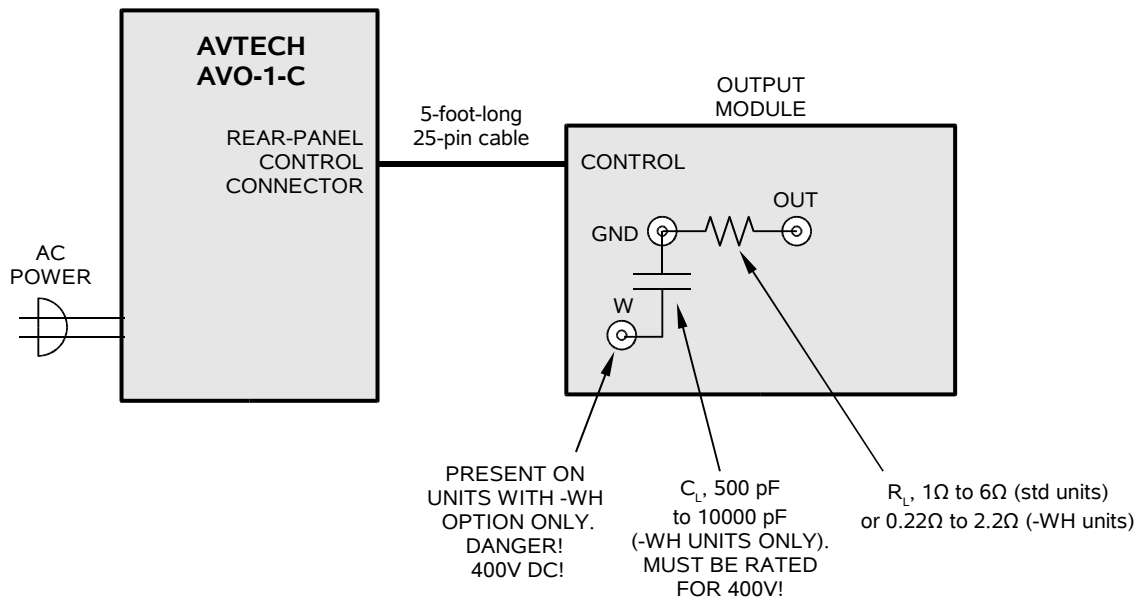 AVTECH
AVO-1-C
REAR-PANEL
CONTROL
CONNECTOR
AC
POWER
5-foot-long
25-pin cable
OUTPUT
MODULE
CONTROL
GND
OUT
W
PRESENT ON
UNITS WITH -WH
OPTION ONLY.
DANGER!
400V DC!
C_L, 500 pF
to 10000 pF
(-WH UNITS ONLY).
MUST BE RATED
FOR 400V!
R_L, 1Ω to 6Ω (std units)
or 0.22Ω to 2.2Ω (-WH units)